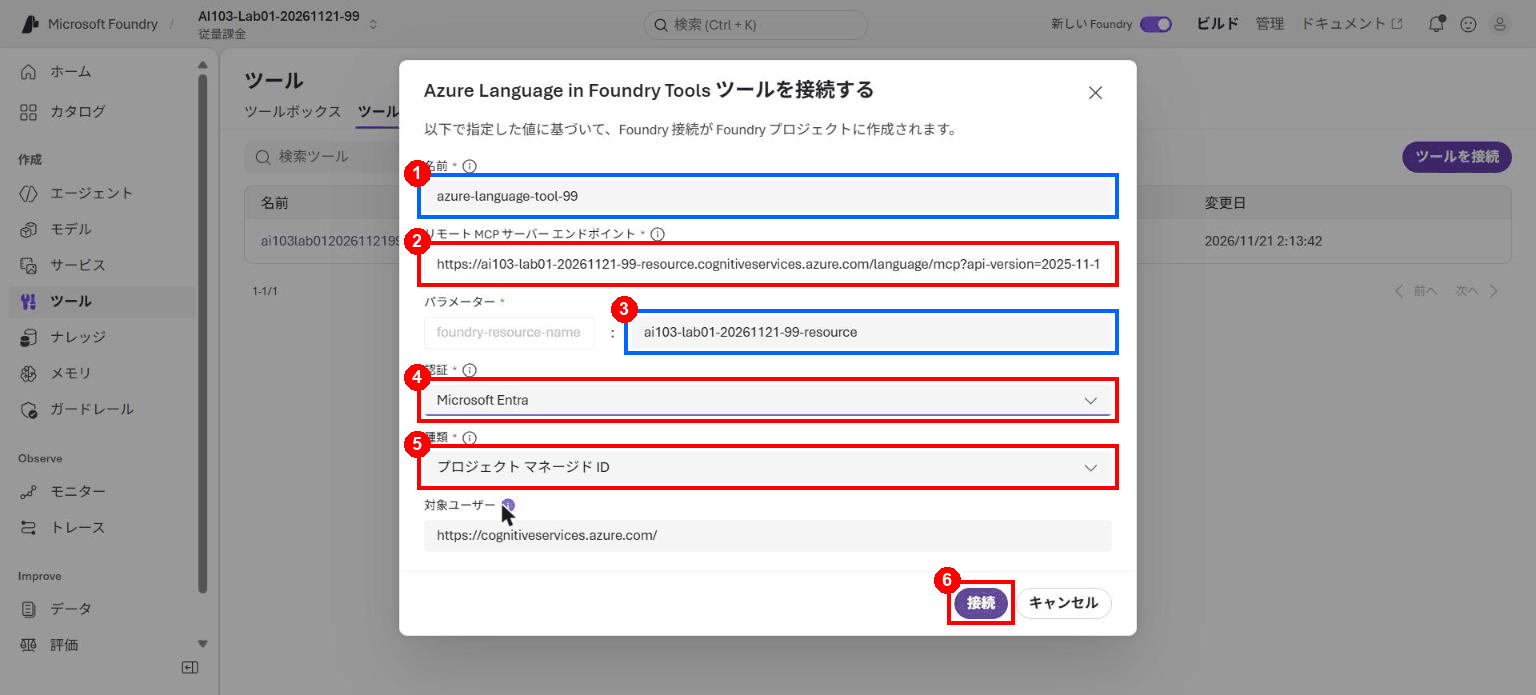 Microsoft Foundry / AI103-Lab01-20261121-99
従量課金
検索 (Ctrl + K)
新しい Foundry
ビルド 管理 ドキュメント
ホーム
カタログ
作成
エージェント
モデル
サービス
ツール
ナレッジ
メモリ
ガードレール
Observe
モニター
トレース
Improve
データ
評価
ツール
ツールボックス ツール
検索ツール
ツールを接続
名前
変更日
ai103lab012026112199
2026/11/21 2:13:42
1-1/1
前へ 次へ
Azure Language in Foundry Tools ツールを接続する
以下で指定した値に基づいて、Foundry 接続が Foundry プロジェクトに作成されます。
1
名前 *
azure-language-tool-99
2
リモート MCP サーバー エンドポイント *
https://ai103-lab01-20261121-99-resource.cognitiveservices.azure.com/language/mcp?api-version=2025-11-1
パラメーター *
3
foundry-resource-name : ai103-lab01-20261121-99-resource
4
認証 *
Microsoft Entra
5
種類 *
プロジェクト マネージド ID
対象ユーザー
https://cognitiveservices.azure.com/
6
接続 キャンセル